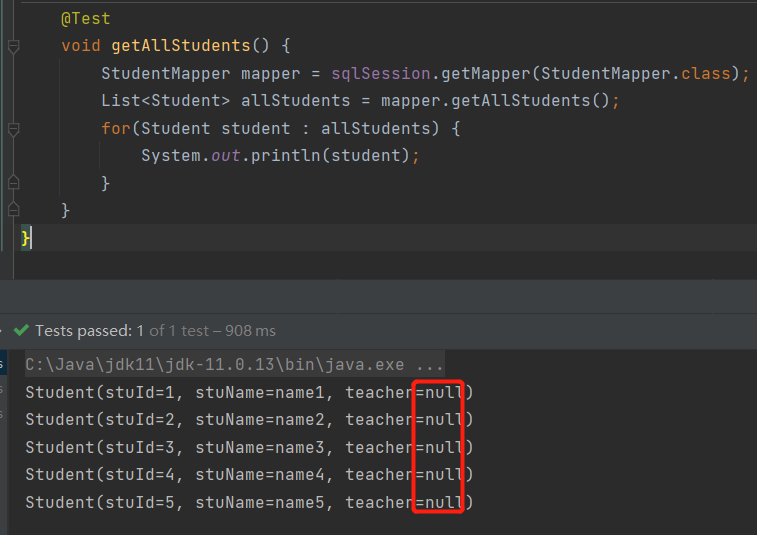 @Test
void getAllStudents() {
StudentMapper mapper = sqlSession.getMapper(StudentMapper.class);
List<Student> allStudents = mapper.getAllStudents();
for(Student student : allStudents) {
System.out.println(student);
}
}
}
Tests passed: 1 of 1 test – 908 ms
C:\Java\jdk11\jdk-11.0.13\bin\java.exe ...
Student(stuId=1, stuName=name1, teacher=null)
Student(stuId=2, stuName=name2, teacher=null)
Student(stuId=3, stuName=name3, teacher=null)
Student(stuId=4, stuName=name4, teacher=null)
Student(stuId=5, stuName=name5, teacher=null)